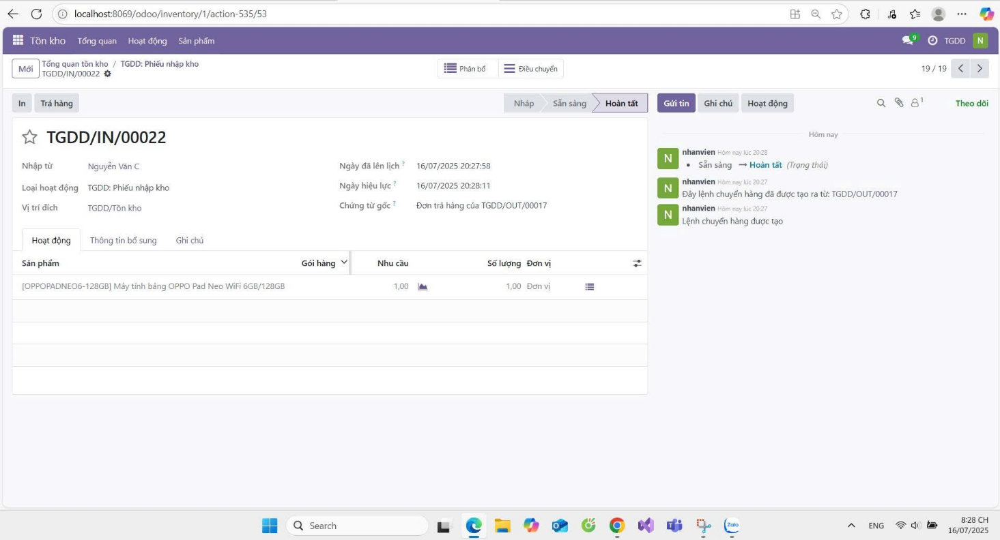 localhost:8069/odoo/inventory/1/action-535/53
Tồn kho Tổng quan Hoạt động Sản phẩm 9 TGDD N
Mới Tổng quan tồn kho / TGDD: Phiếu nhập kho
TGDD/IN/00022
Phân bổ Điều chuyển 19 / 19
In Trả hàng Nháp Sẵn sàng Hoàn tất Gửi tin Ghi chú Hoạt động 1 Theo dõi
TGDD/IN/00022
Nhập từ Nguyễn Văn C
Loại hoạt động TGDD: Phiếu nhập kho
Vị trí đích TGDD/Tồn kho
Ngày đã lên lịch ? 16/07/2025 20:27:58
Ngày hiệu lực ? 16/07/2025 20:28:11
Chứng từ gốc ? Đơn trả hàng của TGDD/OUT/00017
Hoạt động Thông tin bổ sung Ghi chú
Sản phẩm Gói hàng Nhu cầu Số lượng Đơn vị
[OPPOPADNEO6-128GB] Máy tính bảng OPPO Pad Neo WiFi 6GB/128GB 1,00 1,00 Đơn vị
Hôm nay
N nhanvien Hôm nay lúc 20:28
• Sẵn sàng → Hoàn tất (Trạng thái)
N nhanvien Hôm nay lúc 20:27
Đây lệnh chuyển hàng đã được tạo ra từ: TGDD/OUT/00017
N nhanvien Hôm nay lúc 20:27
Lệnh chuyển hàng được tạo
Search Zalo ENG 8:28 CH
16/07/2025